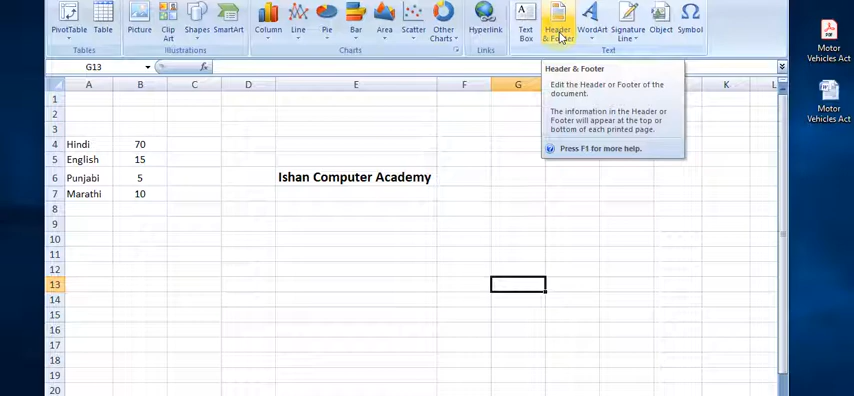 PivotTable Table Picture Clip Art Shapes SmartArt Column Line Pie Bar Area Scatter Other Charts Hyperlink Text Box Header & Footer WordArt Signature Line Object Symbol
Tables Illustrations Charts Links Text
G13 fx
A B C D E F G K L
1
2
3
4 Hindi 70
5 English 15
6 Punjabi 5 Ishan Computer Academy
7 Marathi 10
8
9
10
11
12
13
14
15
16
17
18
19
20
Header & Footer
Edit the Header or Footer of the
document.
The information in the Header or
Footer will appear at the top or
bottom of each printed page.
Press F1 for more help.
Motor
Vehicles Act
Motor
Vehicles Act